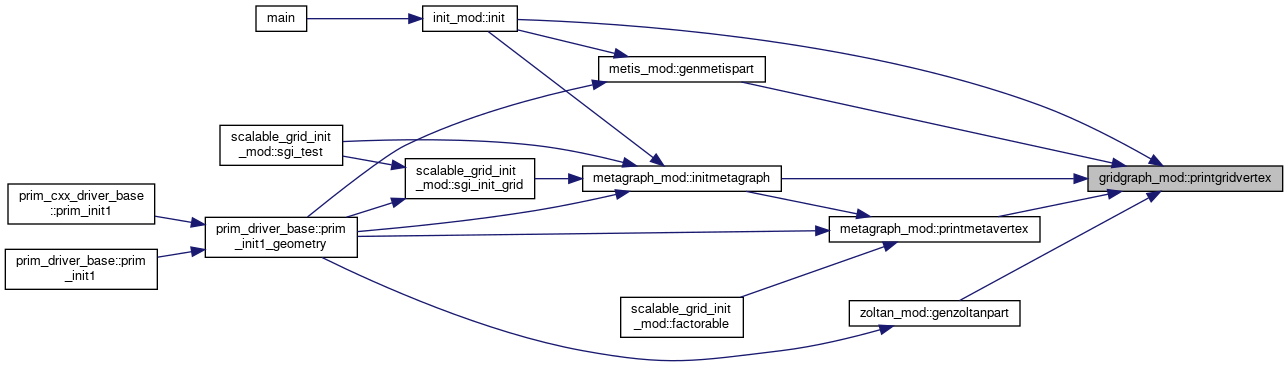 main
init_mod::init
metis_mod::genmetispart
scalable_grid_init
_mod::sgi_test
scalable_grid_init
_mod::sgi_init_grid
metagraph_mod::initmetagraph
gridgraph_mod::printgridvertex
prim_cxx_driver_base
::prim_init1
prim_driver_base::prim
_init1_geometry
metagraph_mod::printmetavertex
prim_driver_base::prim
_init1
scalable_grid_init
_mod::factorable
zoltan_mod::genzoltanpart